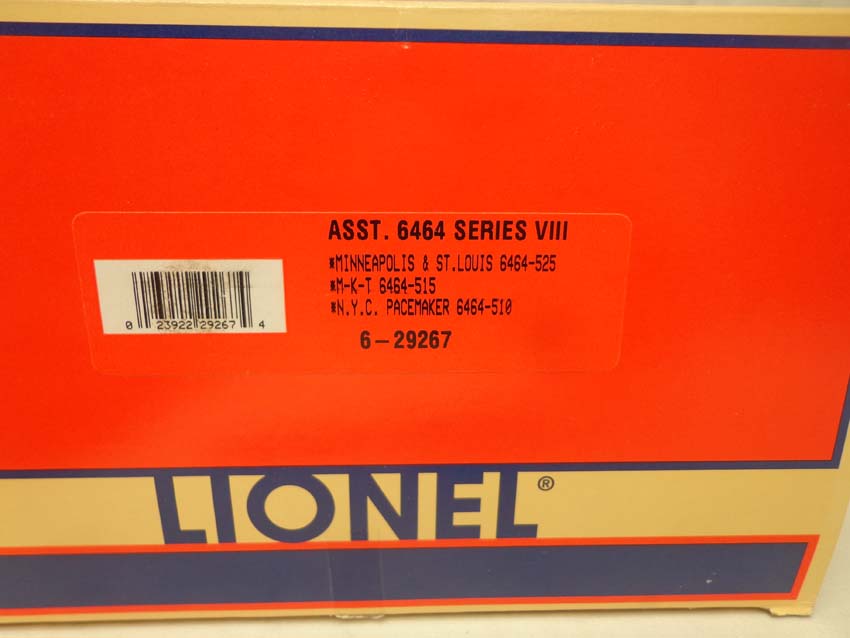 ASST. 6464 SERIES VIII
*MINNEAPOLIS & ST.LOUIS 6464-525
*M-K-T 6464-515
*N.Y.C. PACEMAKER 6464-510
6-29267
0 23922 29267 4
LIONEL®